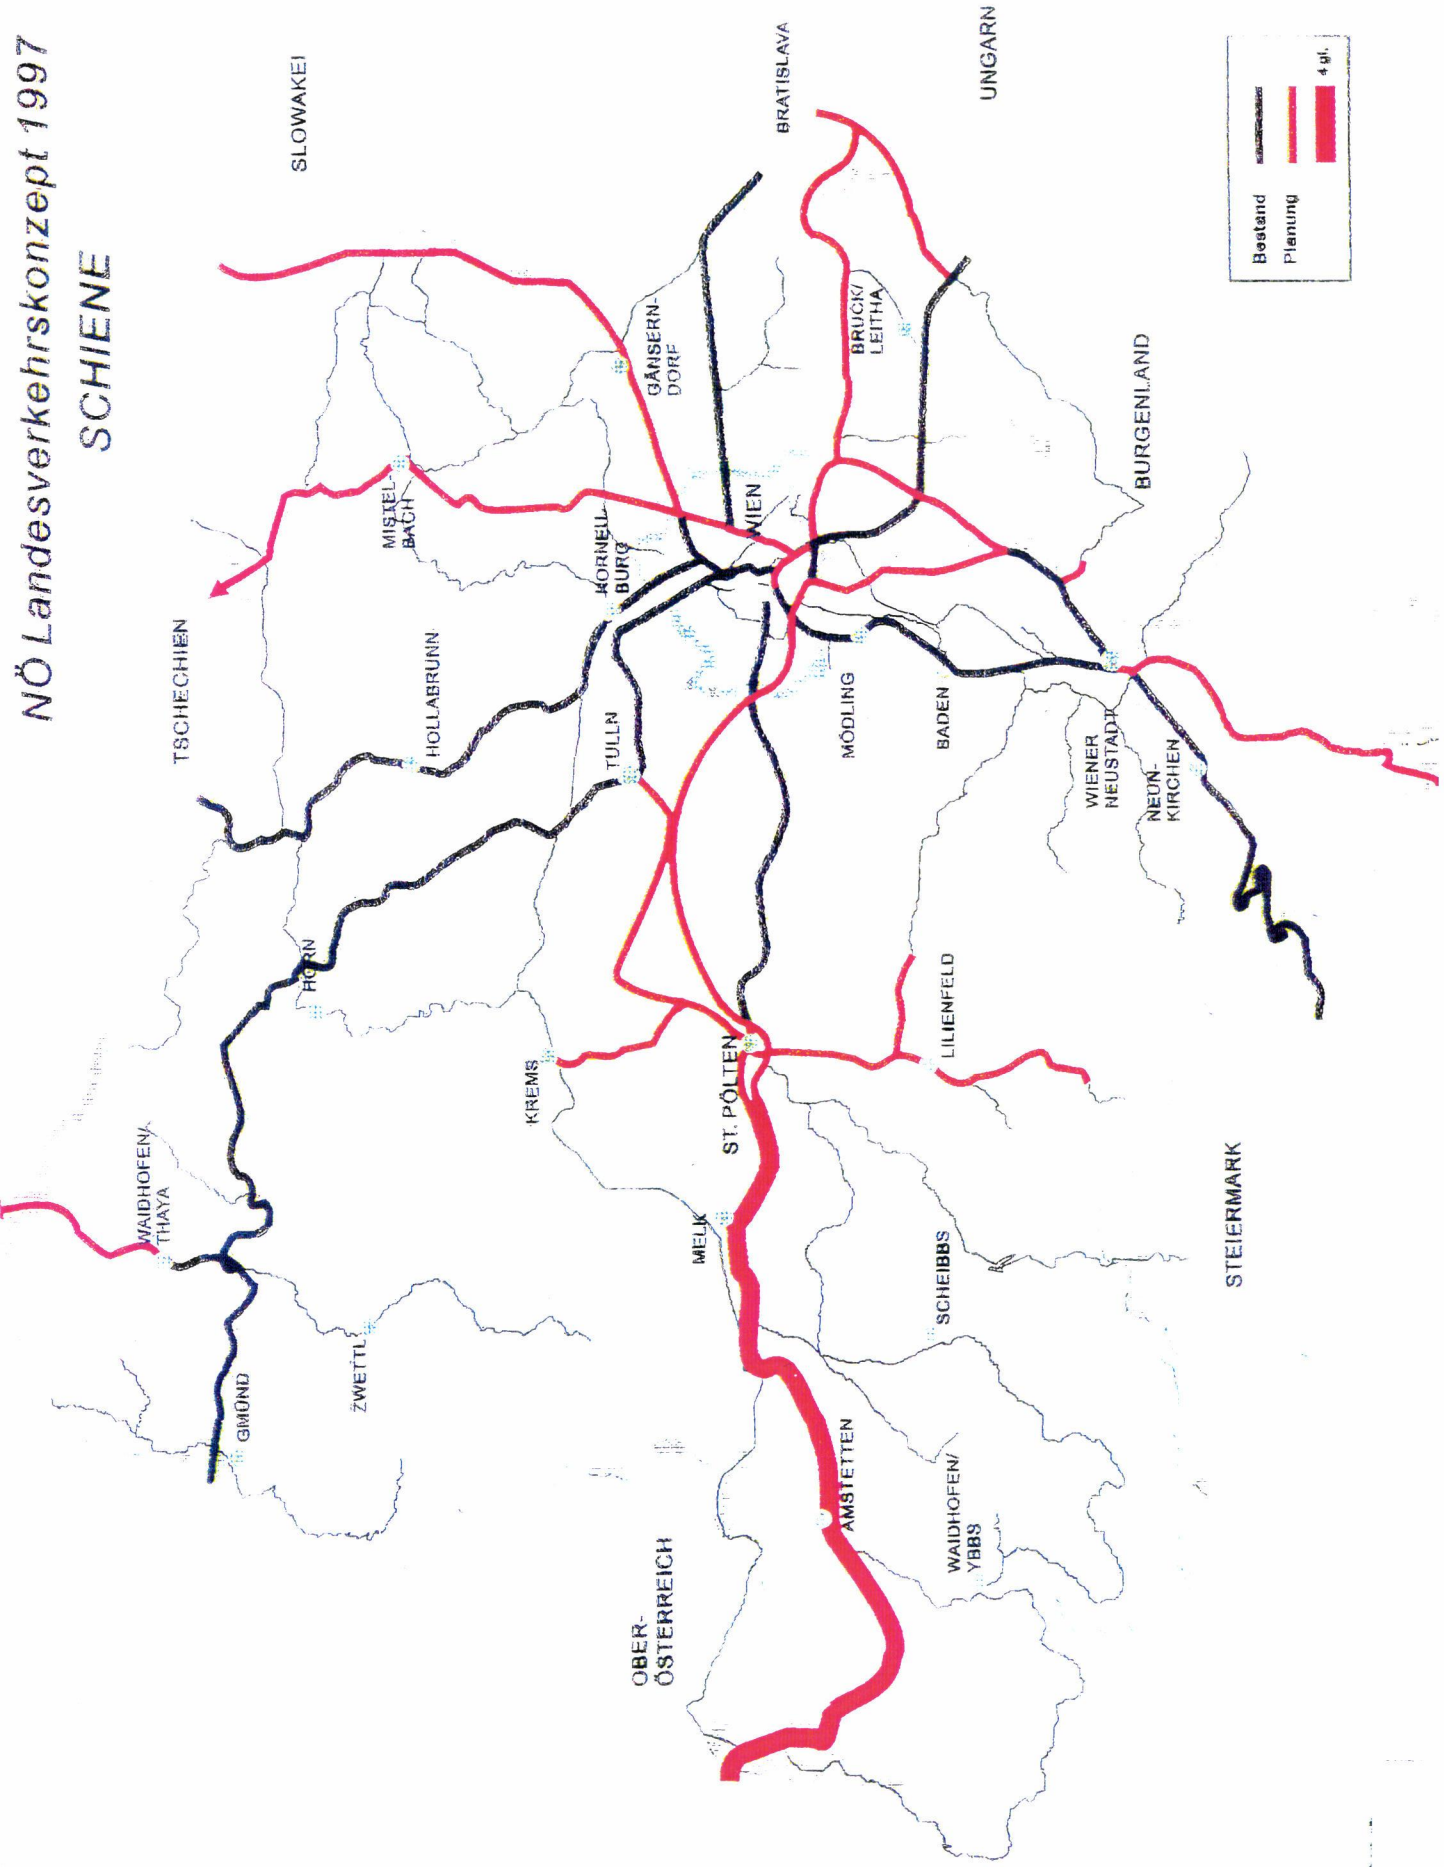 NÖ Landesverkehrskonzept 1997
SCHIENE
TSCHECHIEN
SLOWAKEI
WAIDHOFEN/
THAYA
GMÜND
HORN
HOLLABRUNN
MISTEL-
BACH
ZWETTL
KREMS
TULLN
KORNEU-
BURG
GÄNSERN-
DORF
OBER-
ÖSTERREICH
MELK
ST. PÖLTEN
WIEN
BRATISLAVA
AMSTETTEN
MÖDLING
BRUCK/
LEITHA
WAIDHOFEN/
YBBS
SCHEIBBS
LILIENFELD
BADEN
UNGARN
WIENER
NEUSTADT
NEUN-
KIRCHEN
BURGENLAND
STEIERMARK
Bestand
Planung
4 gl.